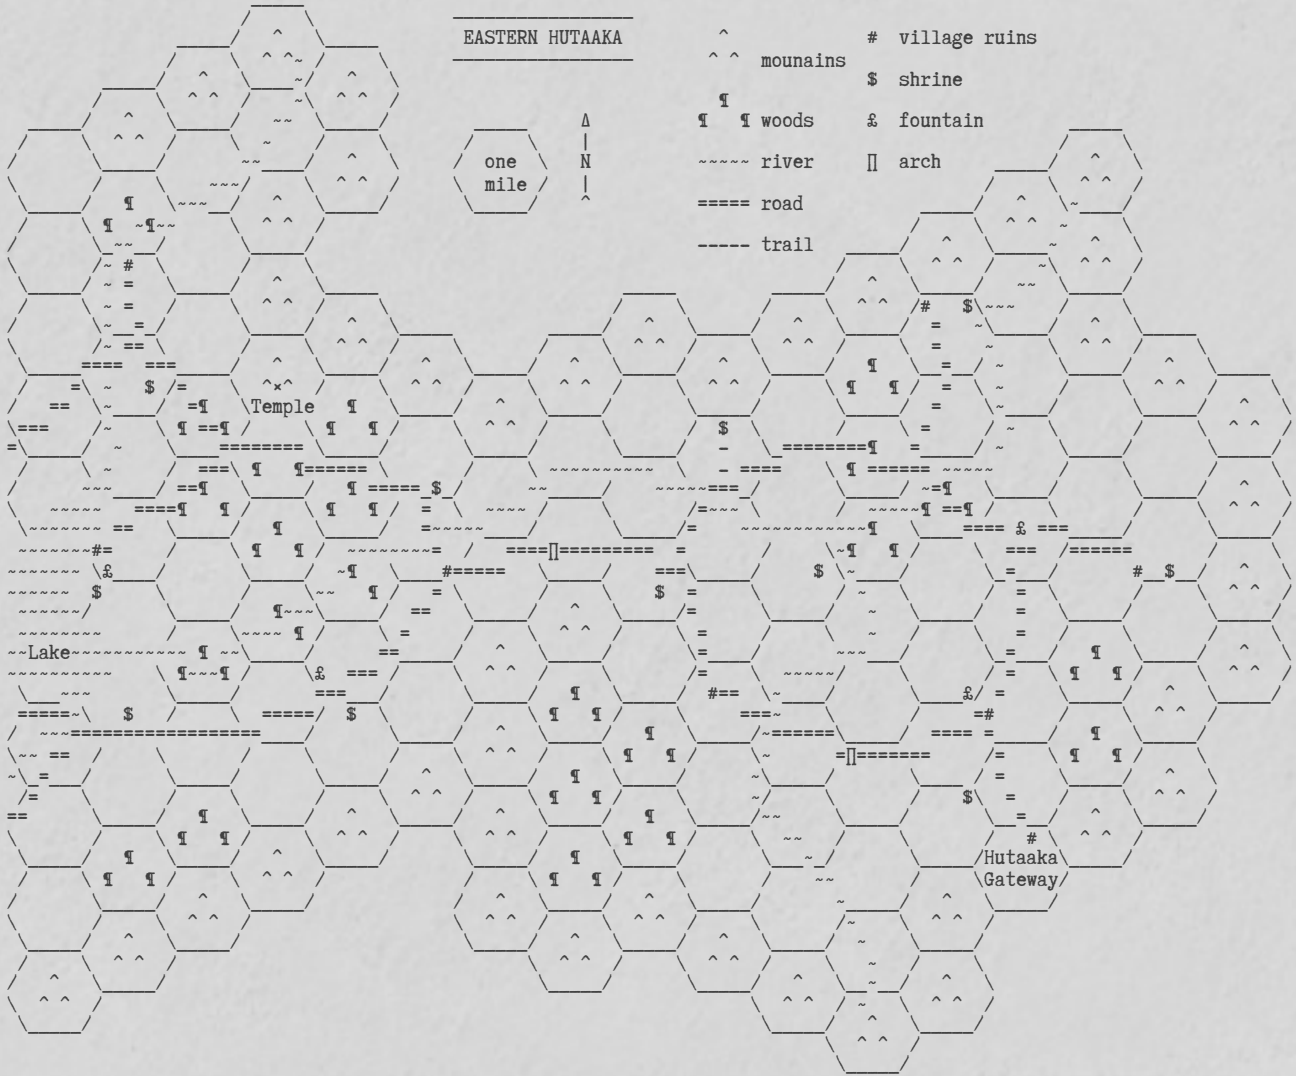 EASTERN HUTAAKA
mounains
woods
~~~~~ river
===== road
----- trail
# village ruins
$ shrine
£ fountain
∏ arch
one
mile
N
Temple
Lake
Hutaaka
Gateway